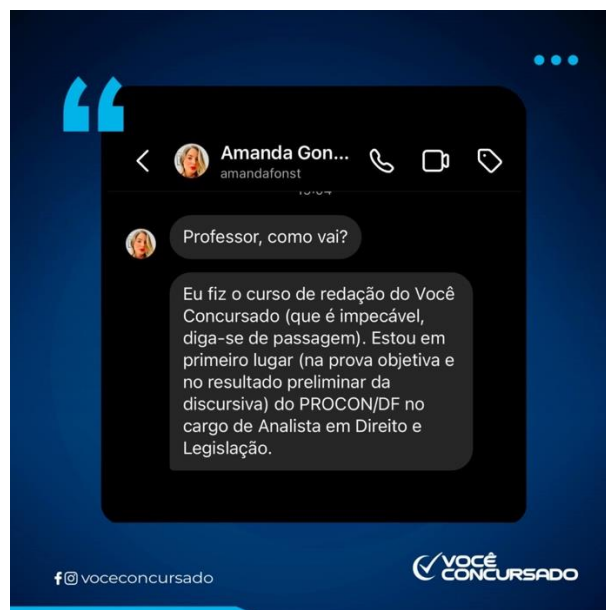 Amanda Gon...
amandafonst
Professor, como vai?
Eu fiz o curso de redação do Você
Concursado (que é impecável,
diga-se de passagem). Estou em
primeiro lugar (na prova objetiva e
no resultado preliminar da
discursiva) do PROCON/DF no
cargo de Analista em Direito e
Legislação.
voceconcursado
VOCÊ
CONCURSADO